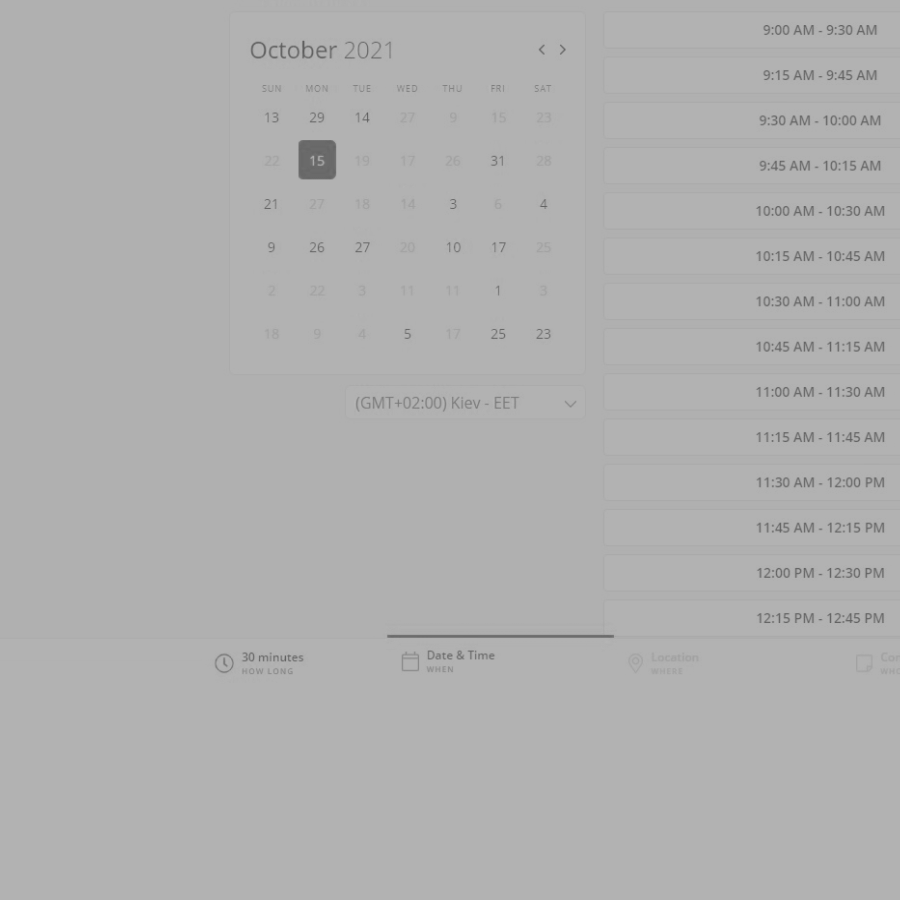 October 2021
SUN MON TUE WED THU FRI SAT
13 29 14 27 9 15 23
22 15 19 17 26 31 28
21 27 18 14 3 6 4
9 26 27 20 10 17 25
2 22 3 11 11 1 3
18 9 4 5 17 25 23
(GMT+02:00) Kiev - EET
9:00 AM - 9:30 AM
9:15 AM - 9:45 AM
9:30 AM - 10:00 AM
9:45 AM - 10:15 AM
10:00 AM - 10:30 AM
10:15 AM - 10:45 AM
10:30 AM - 11:00 AM
10:45 AM - 11:15 AM
11:00 AM - 11:30 AM
11:15 AM - 11:45 AM
11:30 AM - 12:00 PM
11:45 AM - 12:15 PM
12:00 PM - 12:30 PM
12:15 PM - 12:45 PM
30 minutes
HOW LONG
Date & Time
WHEN
Location
WHERE